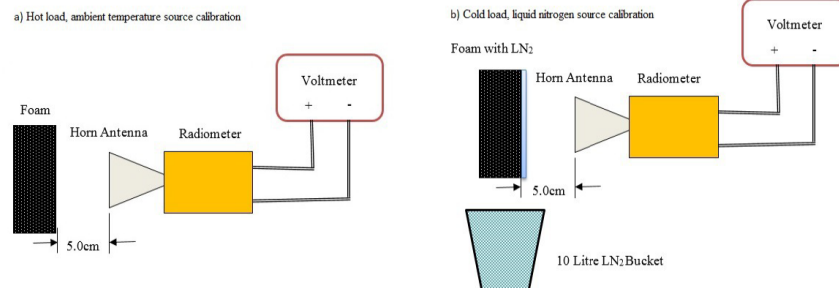 a) Hot load, ambient temperature source calibration
Voltmeter
+ -
Foam
Horn Antenna
Radiometer
5.0cm
b) Cold load, liquid nitrogen source calibration
Voltmeter
+ -
Foam with LN2
Horn Antenna
Radiometer
5.0cm
10 Litre LN2 Bucket